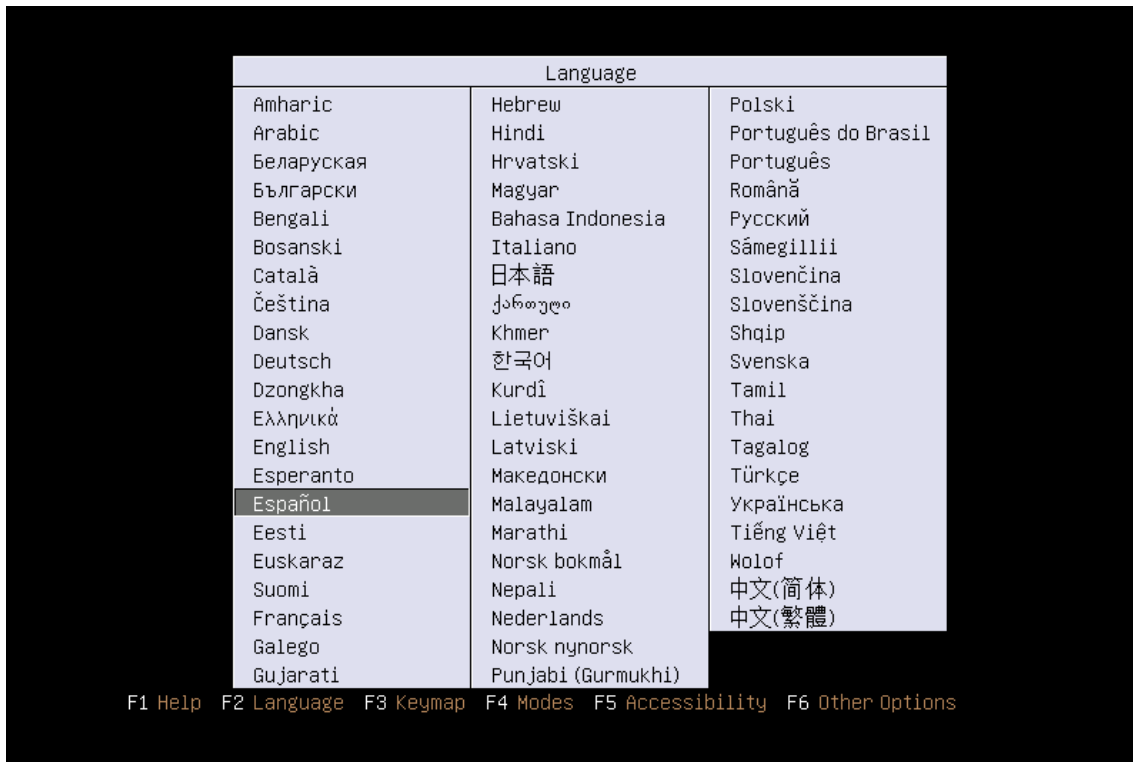 Language
Amharic
Arabic
Беларуская
Български
Bengali
Bosanski
Català
Čeština
Dansk
Deutsch
Dzongkha
Ελληνικά
English
Esperanto
Español
Eesti
Euskaraz
Suomi
Français
Galego
Gujarati
Hebrew
Hindi
Hrvatski
Magyar
Bahasa Indonesia
Italiano
日本語
ქართული
Khmer
한국어
Kurdî
Lietuviškai
Latviski
Македонски
Malayalam
Marathi
Norsk bokmål
Nepali
Nederlands
Norsk nynorsk
Punjabi (Gurmukhi)
Polski
Português do Brasil
Português
Română
Русский
Sámegillii
Slovenčina
Slovenščina
Shqip
Svenska
Tamil
Thai
Tagalog
Türkçe
Українська
Tiếng Việt
Wolof
中文(简体)
中文(繁體)
F1 Help F2 Language F3 Keymap F4 Modes F5 Accessibility F6 Other Options